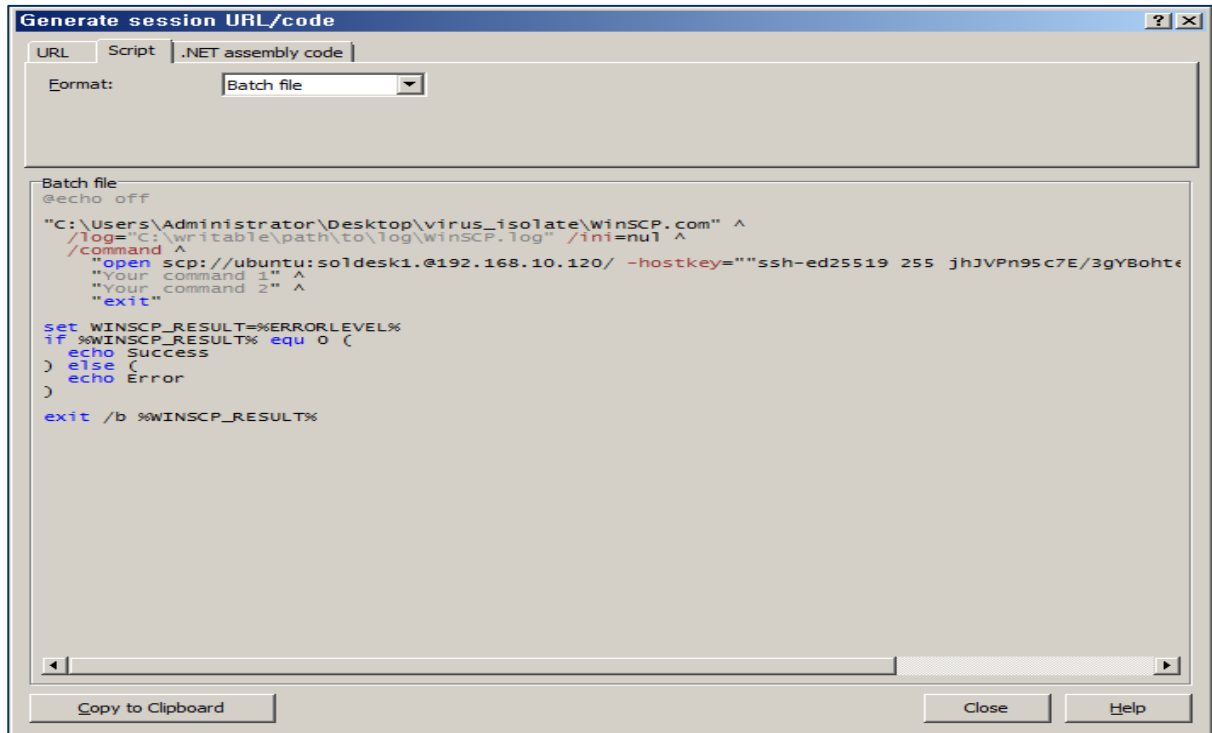 Generate session URL/code
URL Script .NET assembly code
Format: Batch file
Batch file
@echo off
"C:\Users\Administrator\Desktop\virus_isolate\WinSCP.com" ^
/log="C:\writable\path\to\log\WinSCP.log" /ini=nul ^
/command ^
"open scp://ubuntu:soldesk1.@192.168.10.120/ -hostkey=""ssh-ed25519 255 jhJVPn95c7E/3gYBohte
"Your command 1" ^
"Your command 2" ^
"exit"
set WINSCP_RESULT=%ERRORLEVEL%
if %WINSCP_RESULT% equ 0 (
echo Success
) else (
echo Error
)
exit /b %WINSCP_RESULT%
Copy to Clipboard Close Help